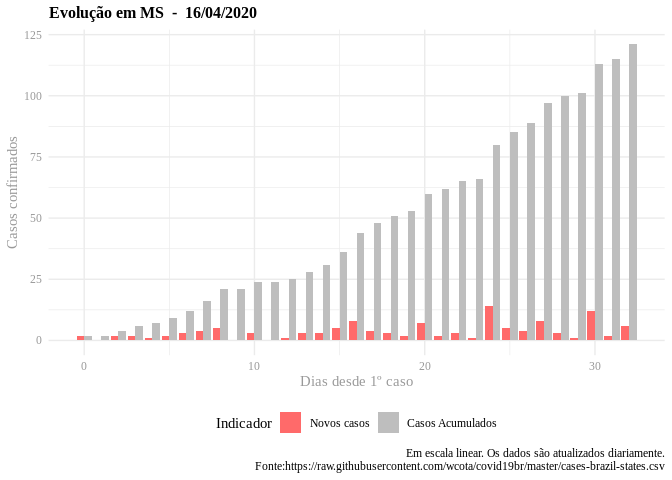 Evolução em MS - 16/04/2020
Casos confirmados
125
100
75
50
25
0
0 10 20 30
Dias desde 1º caso
Indicador Novos casos Casos Acumulados
Em escala linear. Os dados são atualizados diariamente.
Fonte:https://raw.githubusercontent.com/wcota/covid19br/master/cases-brazil-states.csv